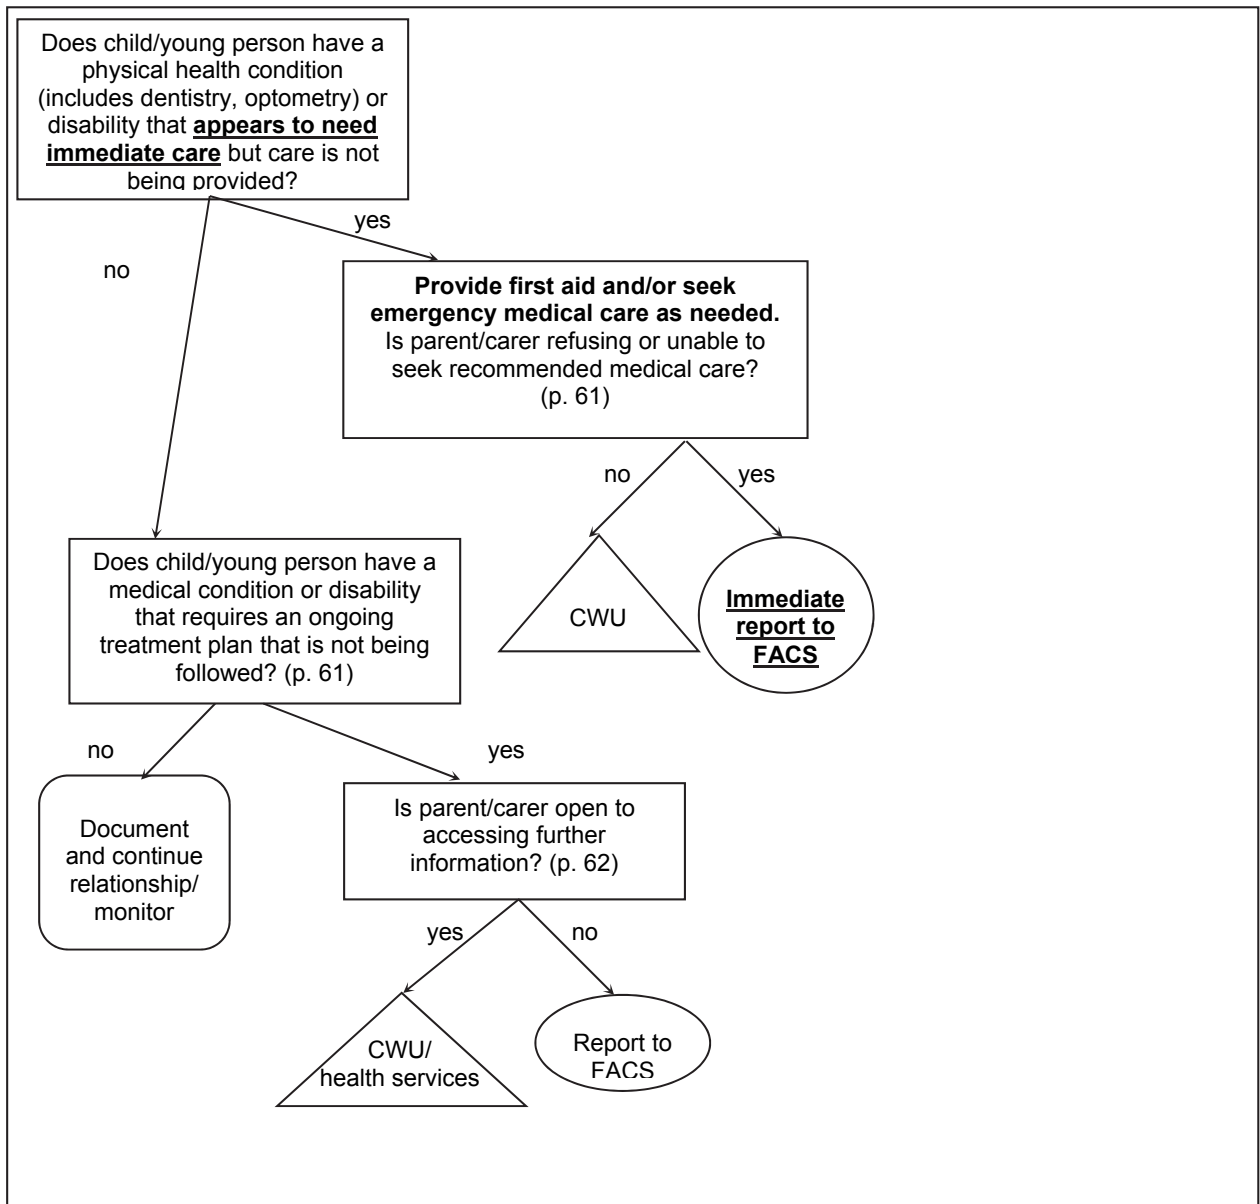 Does child/young person have a
physical health condition
(includes dentistry, optometry) or
disability that appears to need
immediate care but care is not
being provided?
yes
no
Provide first aid and/or seek
emergency medical care as needed.
Is parent/carer refusing or unable to
seek recommended medical care?
(p. 61)
no
yes
Does child/young person have a
medical condition or disability
that requires an ongoing
treatment plan that is not being
followed? (p. 61)
CWU
Immediate
report to
FACS
no
yes
Document
and continue
relationship/
monitor
Is parent/carer open to
accessing further
information? (p. 62)
yes
no
CWU/
health services
Report to
FACS